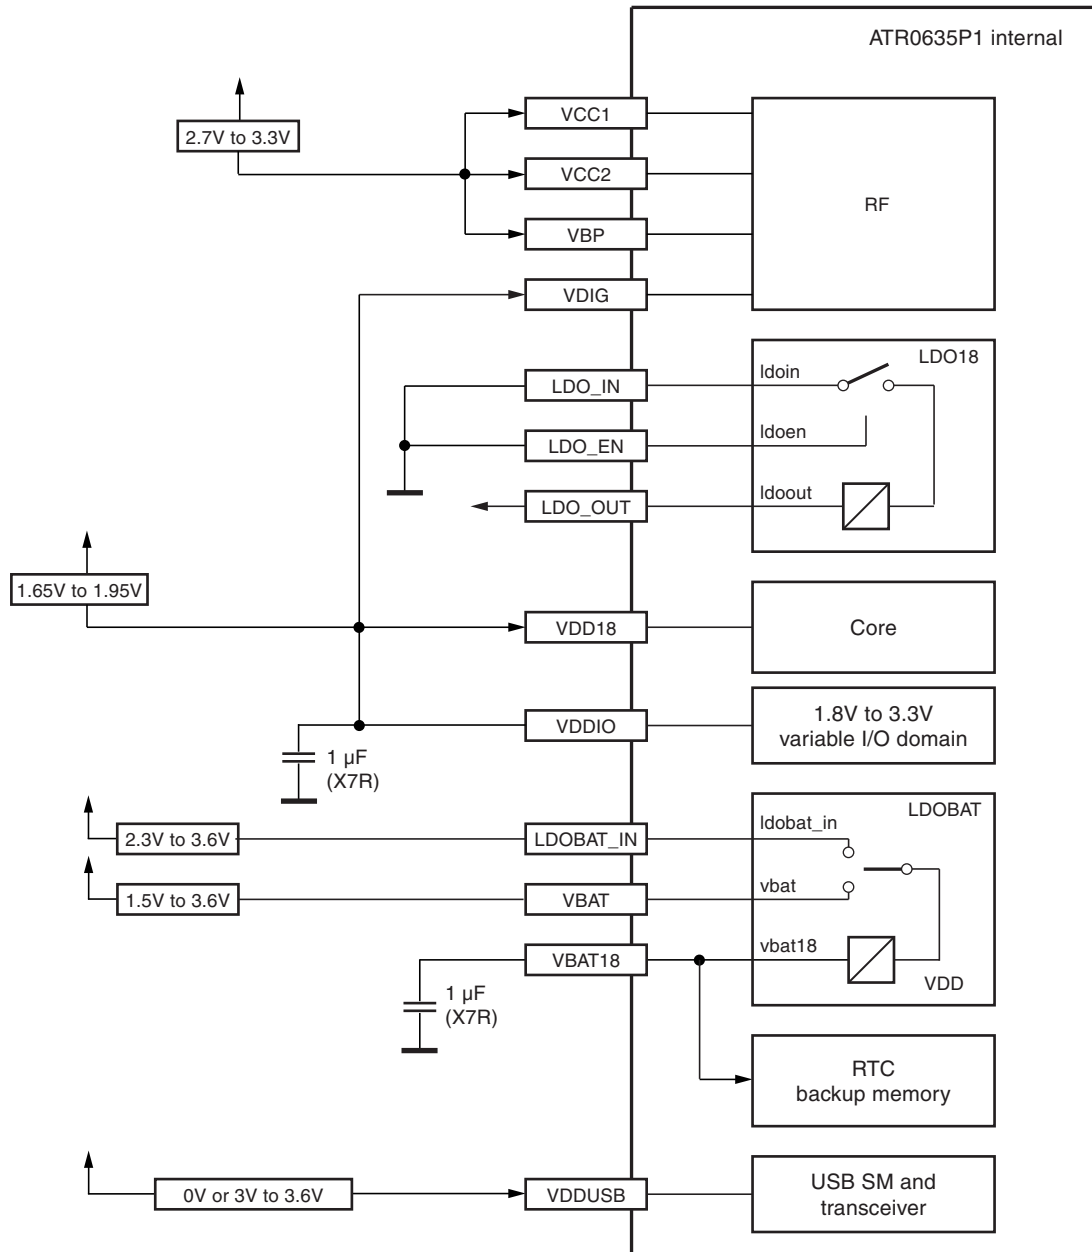 ATR0635P1 internal
2.7V to 3.3V
VCC1
VCC2
VBP
VDIG
RF
LDO18
LDO_IN
ldoin
LDO_EN
ldoen
LDO_OUT
ldoout
1.65V to 1.95V
VDD18
Core
VDDIO
1.8V to 3.3V
variable I/O domain
1 µF
(X7R)
LDOBAT
2.3V to 3.6V
LDOBAT_IN
ldobat_in
1.5V to 3.6V
VBAT
vbat
VBAT18
vbat18
VDD
1 µF
(X7R)
RTC
backup memory
0V or 3V to 3.6V
VDDUSB
USB SM and
transceiver